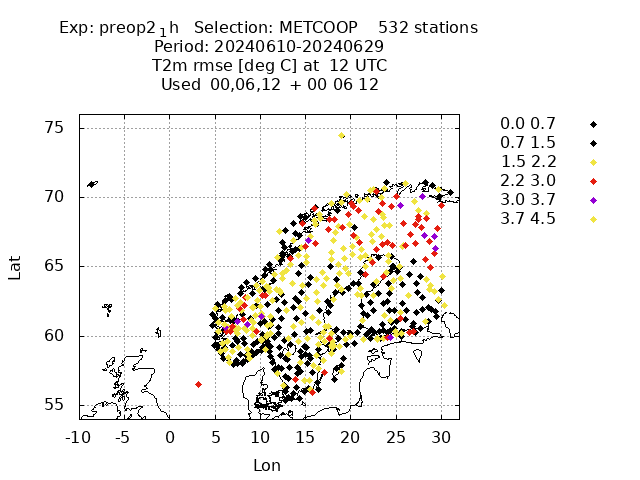 Exp: preop2₁h   Selection: METCOOP    532 stations
Period: 20240610-20240629
T2m rmse [deg C] at  12 UTC
Used  00,06,12  + 00 06 12
75
70
65
60
55
Lat
-10 -5 0 5 10 15 20 25 30
Lon
0.0 0.7
0.7 1.5
1.5 2.2
2.2 3.0
3.0 3.7
3.7 4.5